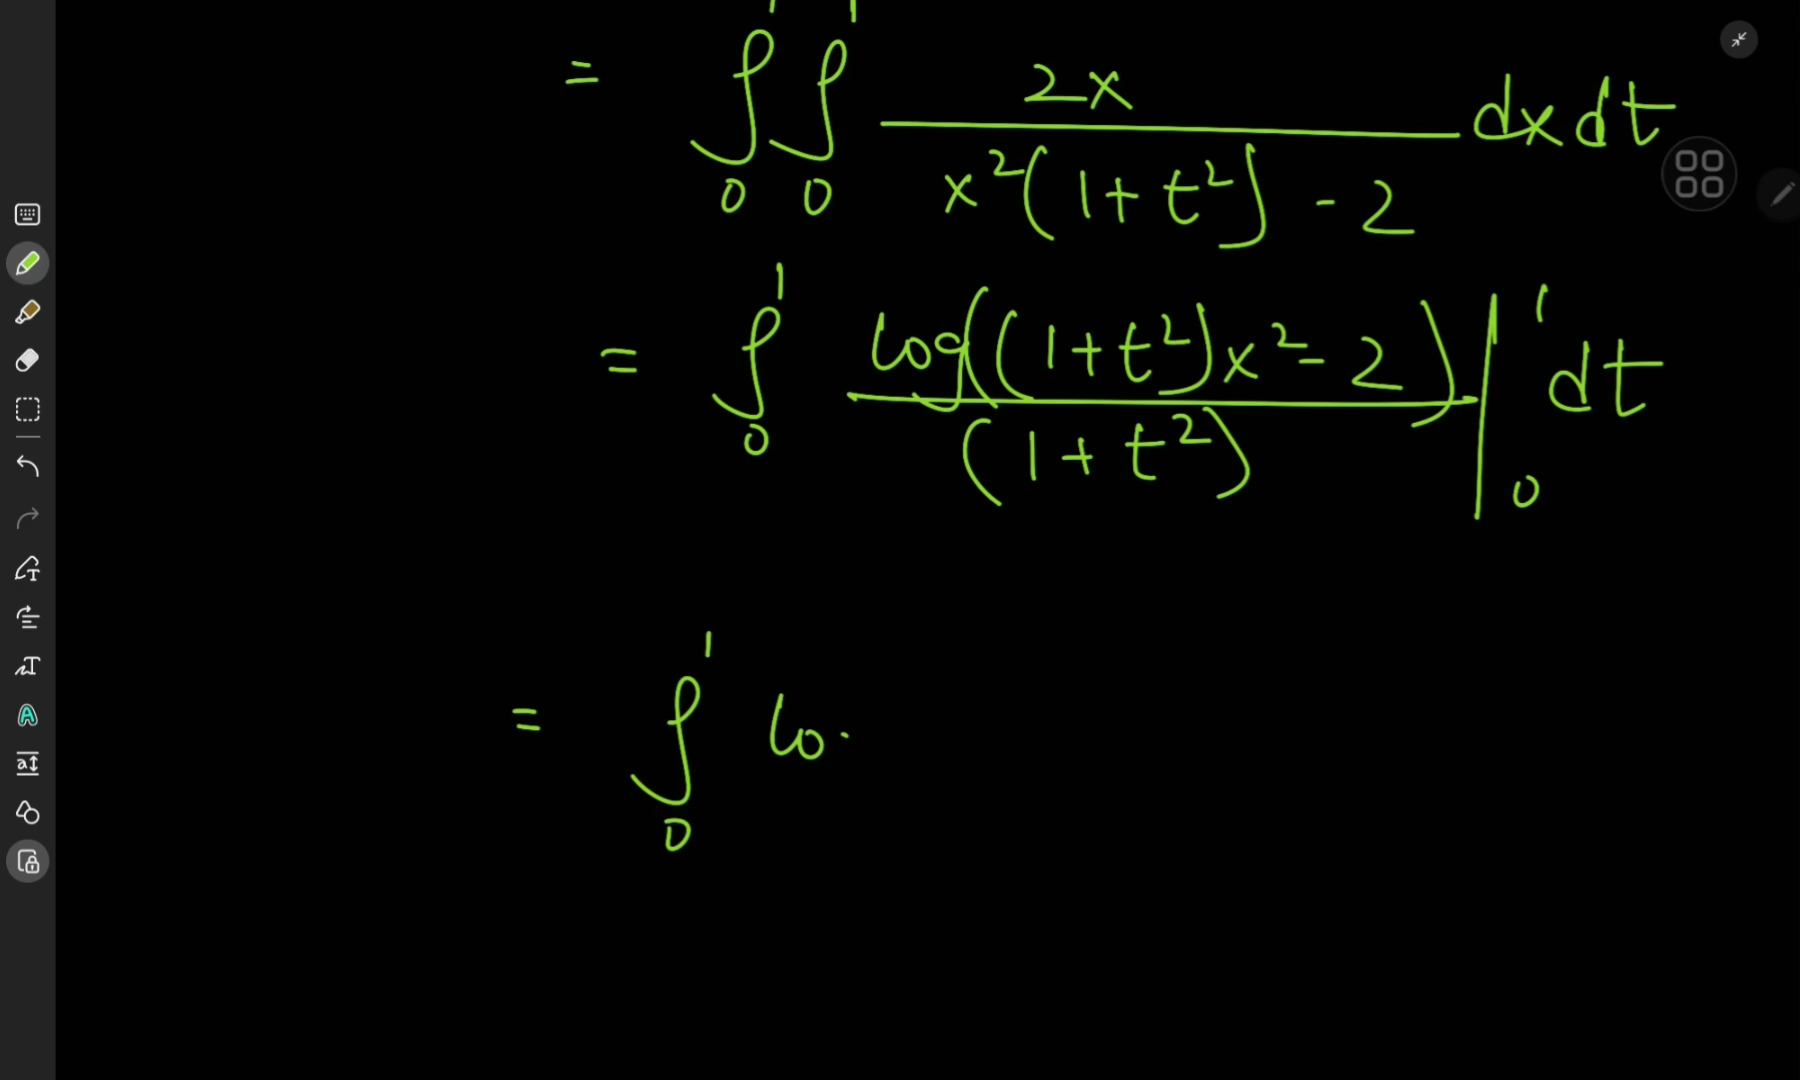 = ∫₀¹ ∫₀¹ 2x / (x²(1+t²) - 2) dx dt
= ∫₀¹ log((1+t²)x² - 2) / (1+t²) |₀¹ dt
= ∫₀¹ lo